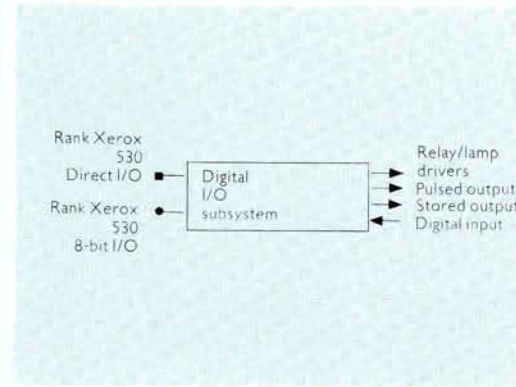 Rank Xerox
530
Direct I/O
Rank Xerox
530
8-bit I/O
Digital
I/O
subsystem
Relay/lamp
drivers
Pulsed output
Stored output
Digital input